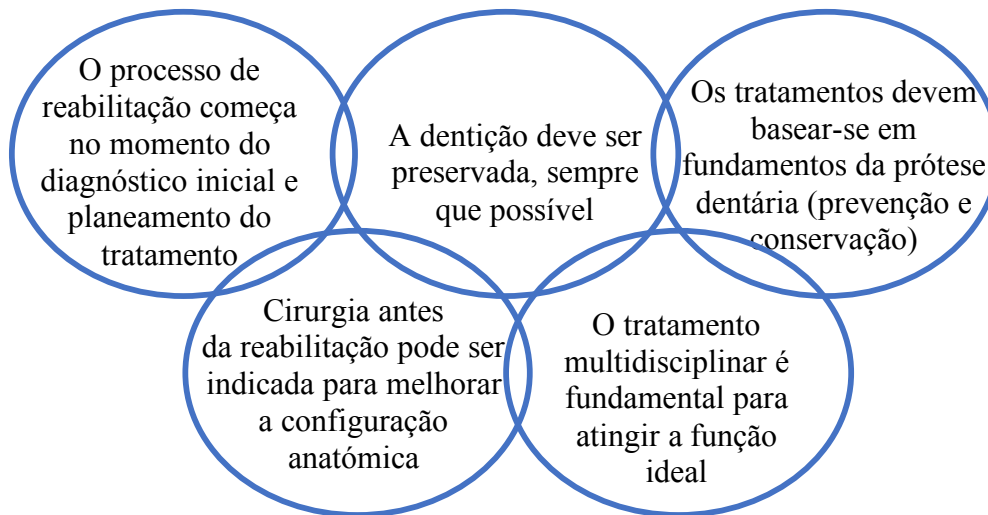 O processo de
reabilitação começa
no momento do
diagnóstico inicial e
planeamento do
tratamento
A dentição deve ser
preservada, sempre
que possível
Os tratamentos devem
basear-se em
fundamentos da prótese
dentária (prevenção e
conservação)
Cirurgia antes
da reabilitação pode ser
indicada para melhorar
a configuração
anatómica
O tratamento
multidisciplinar é
fundamental para
atingir a função
ideal